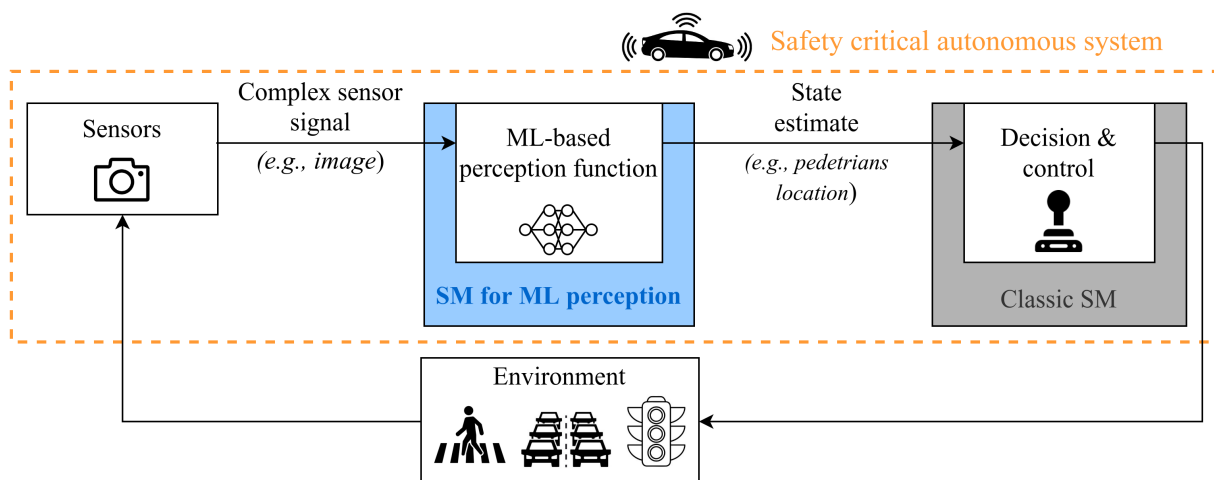 Safety critical autonomous system
Sensors
Complex sensor
signal
(e.g., image)
ML-based
perception function
SM for ML perception
State
estimate
(e.g., pedetrians
location)
Decision &
control
Classic SM
Environment